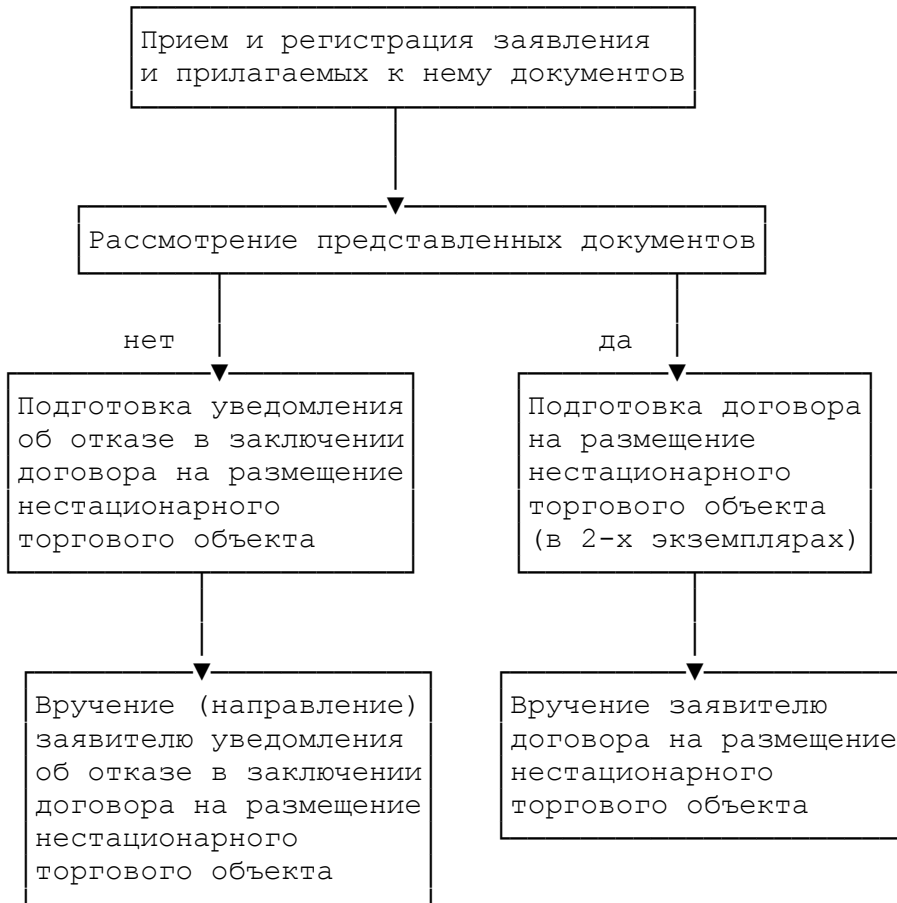 Прием и регистрация заявления
и прилагаемых к нему документов
Рассмотрение представленных документов
нет
да
Подготовка уведомления
об отказе в заключении
договора на размещение
нестационарного
торгового объекта
Подготовка договора
на размещение
нестационарного
торгового объекта
(в 2-х экземплярах)
Вручение (направление)
заявителю уведомления
об отказе в заключении
договора на размещение
нестационарного
торгового объекта
Вручение заявителю
договора на размещение
нестационарного
торгового объекта